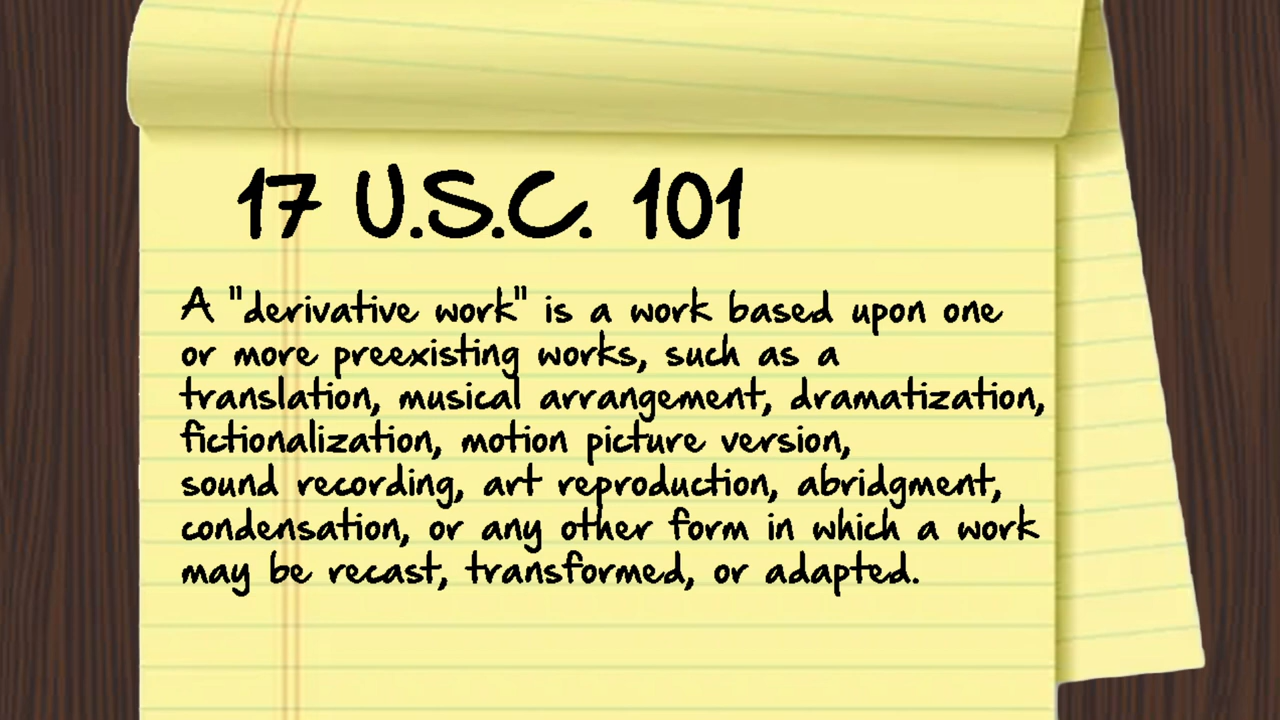 17 U.S.C. 101
A "derivative work" is a work based upon one
or more preexisting works, such as a
translation, musical arrangement, dramatization,
fictionalization, motion picture version,
sound recording, art reproduction, abridgment,
condensation, or any other form in which a work
may be recast, transformed, or adapted.